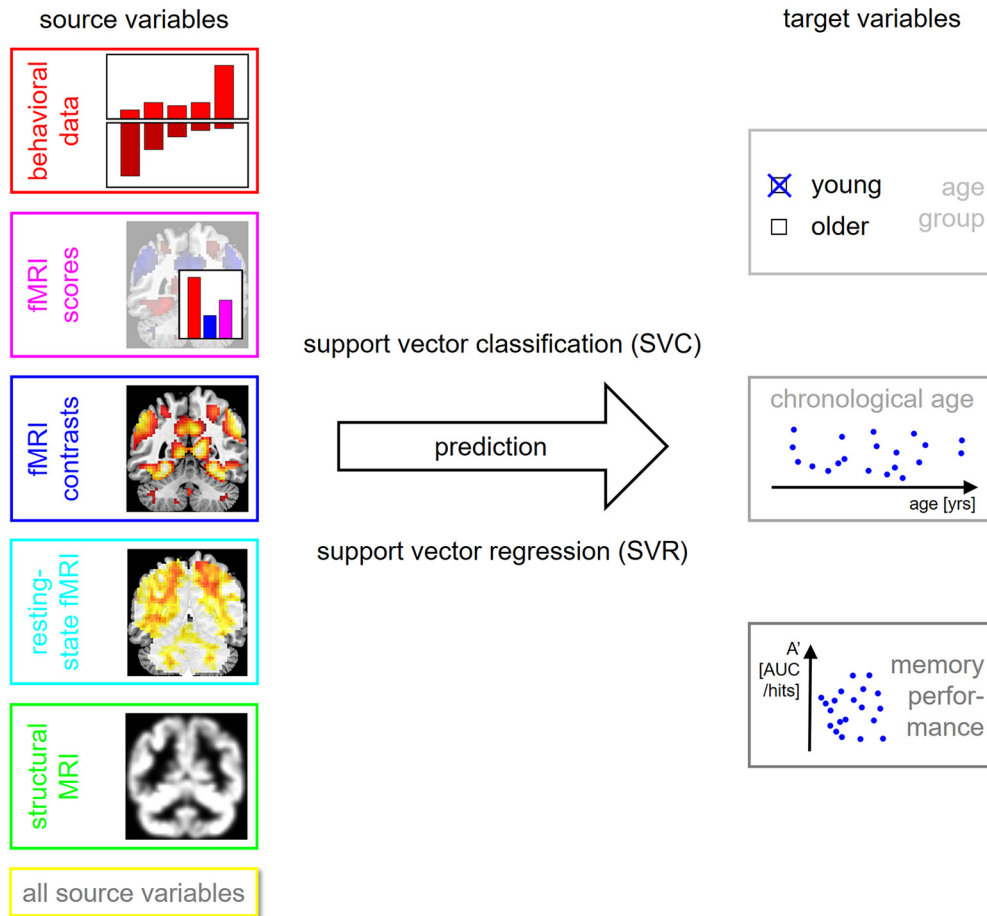 source variables
target variables
behavioral
data
fMRI
scores
fMRI
contrasts
resting-
state fMRI
structural
MRI
all source variables
support vector classification (SVC)
prediction
support vector regression (SVR)
young
older
age
group
chronological age
age [yrs]
A'
[AUC
/hits]
memory
perfor-
mance